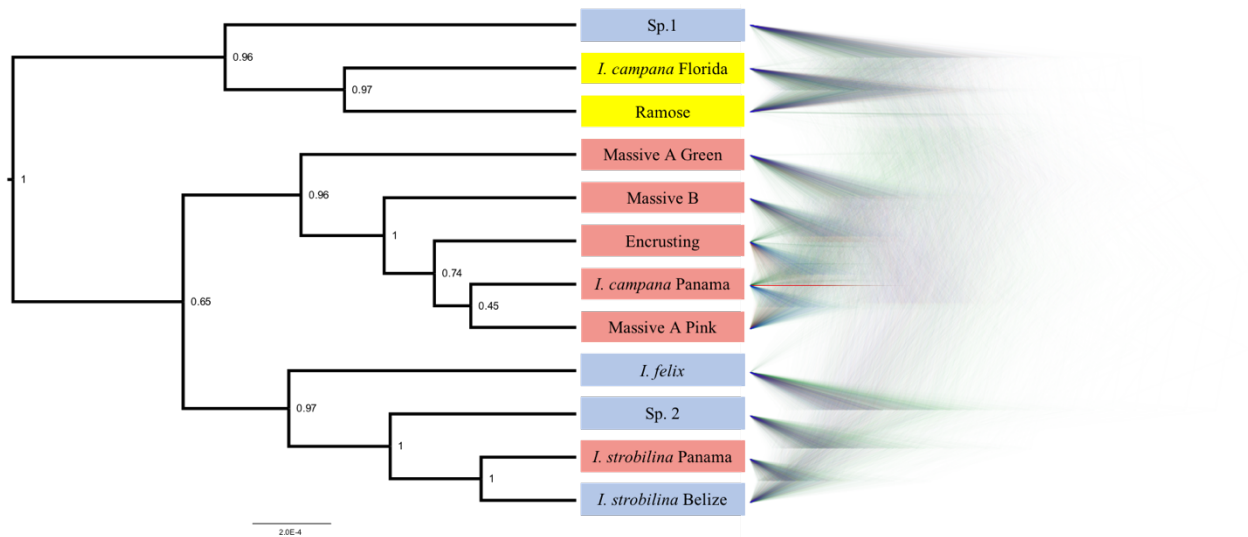 Sp.1
0.96
I. campana Florida
0.97
Ramose
Massive A Green
1
0.96
Massive B
1
Encrusting
0.74
I. campana Panama
0.45
0.65
Massive A Pink
I. felix
0.97
Sp. 2
1
I. strobilina Panama
1
I. strobilina Belize
2.0E-4